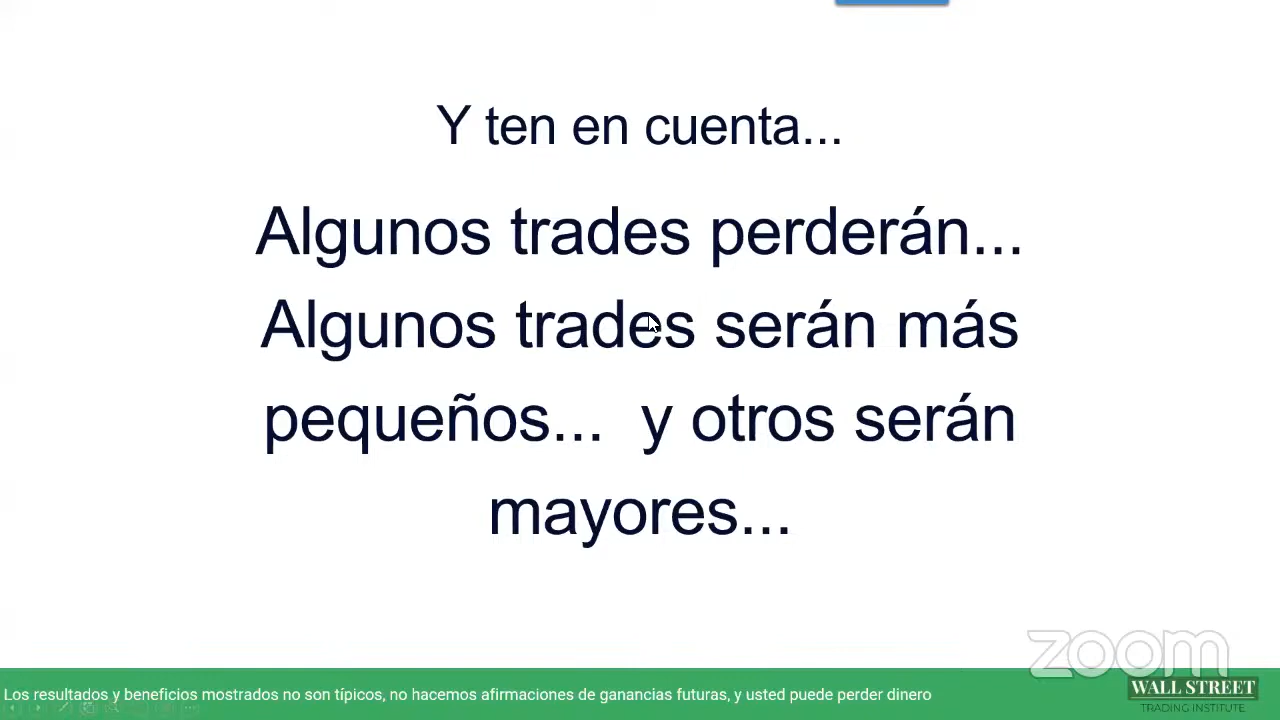 Y ten en cuenta...
Algunos trades perderán...
Algunos trades serán más
pequeños... y otros serán
mayores...
zoom
Los resultados y beneficios mostrados no son típicos, no hacemos afirmaciones de ganancias futuras, y usted puede perder dinero
WALL STREET
TRADING INSTITUTE